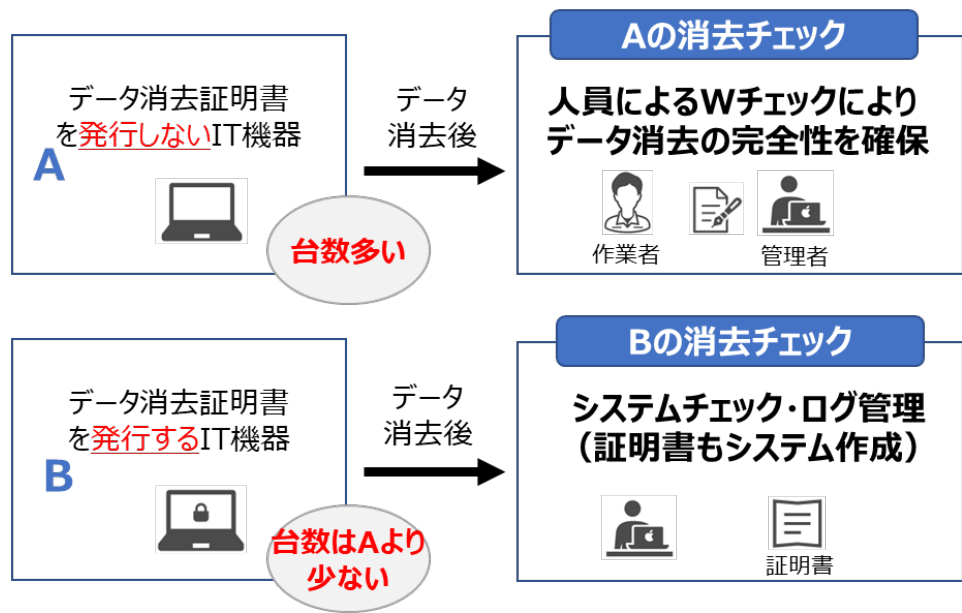 データ消去証明書
を発行しないIT機器
A
台数多い
データ
消去後
Aの消去チェック
人員によるWチェックにより
データ消去の完全性を確保
作業者
管理者
データ消去証明書
を発行するIT機器
B
台数はAより
少ない
データ
消去後
Bの消去チェック
システムチェック・ログ管理
（証明書もシステム作成）
証明書